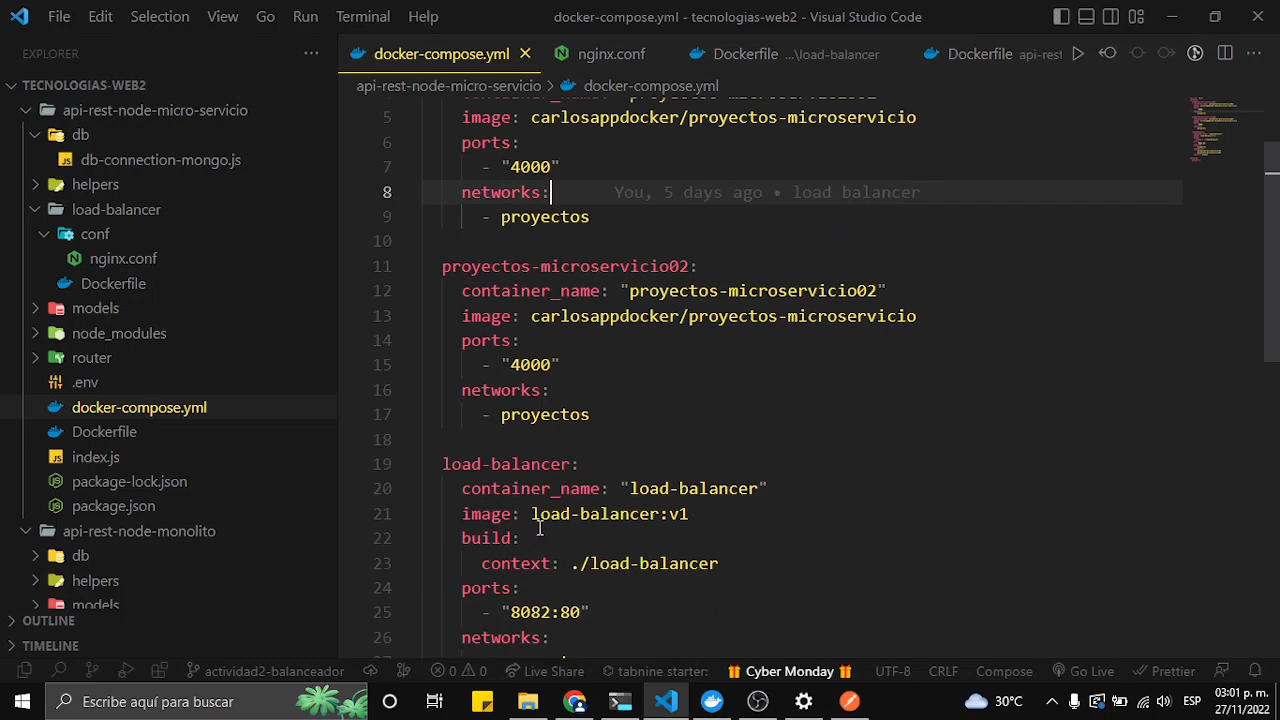 File Edit Selection View Go Run Terminal Help docker-compose.yml - tecnologias-web2 - Visual Studio Code
EXPLORER
docker-compose.yml nginx.conf Dockerfile ...\load-balancer Dockerfile api-rest
TECNOLOGIAS-WEB2
api-rest-node-micro-servicio > docker-compose.yml
api-rest-node-micro-servicio
db
db-connection-mongo.js
helpers
load-balancer
conf
nginx.conf
Dockerfile
models
node_modules
router
.env
docker-compose.yml
Dockerfile
index.js
package-lock.json
package.json
api-rest-node-monolito
db
helpers
models
OUTLINE
TIMELINE
5 image: carlosappdocker/proyectos-microservicio
6 ports:
7 - "4000"
8 networks: You, 5 days ago • load balancer
9 - proyectos
10
11 proyectos-microservicio02:
12 container_name: "proyectos-microservicio02"
13 image: carlosappdocker/proyectos-microservicio
14 ports:
15 - "4000"
16 networks:
17 - proyectos
18
19 load-balancer:
20 container_name: "load-balancer"
21 image: load-balancer:v1
22 build:
23 context: ./load-balancer
24 ports:
25 - "8082:80"
26 networks:
actividad2-balanceador 0 0 Live Share tabnine starter: Cyber Monday UTF-8 CRLF Compose Go Live Prettier
Escribe aquí para buscar 30°C ESP 03:01 p. m.
27/11/2022